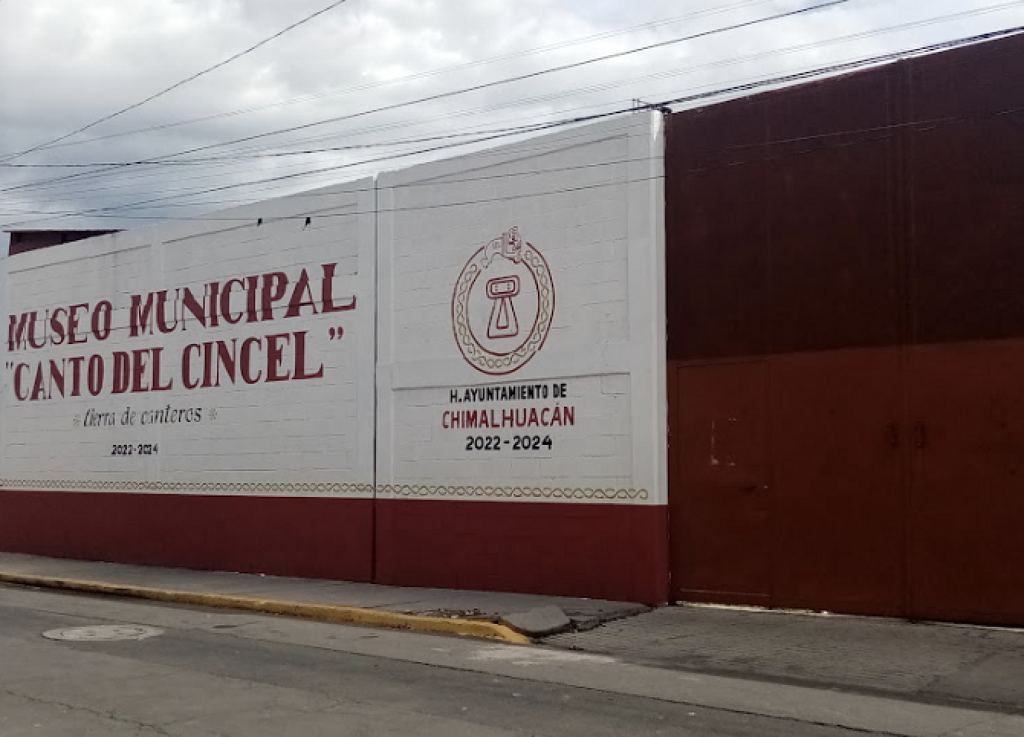 MUSEO MUNICIPAL
"CANTO DEL CINCEL"
tierra de canteros
2022-2024
H. AYUNTAMIENTO DE
CHIMALHUACÁN
2022-2024